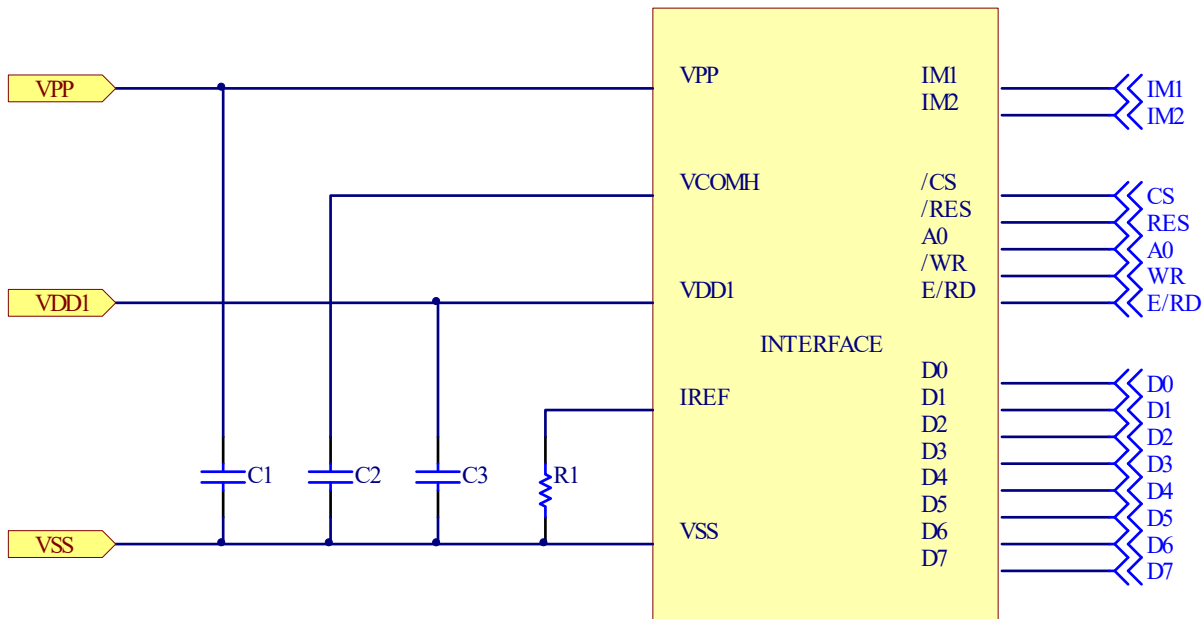 VPP
VPP
IM1
IM1
IM2
IM2
VCOMH
/CS
CS
/RES
RES
A0
A0
/WR
WR
VDD1
VDD1
E/RD
E/RD
INTERFACE
D0
D0
IREF
D1
D1
D2
D2
D3
D3
C1
C2
C3
R1
D4
D4
D5
D5
VSS
VSS
D6
D6
D7
D7